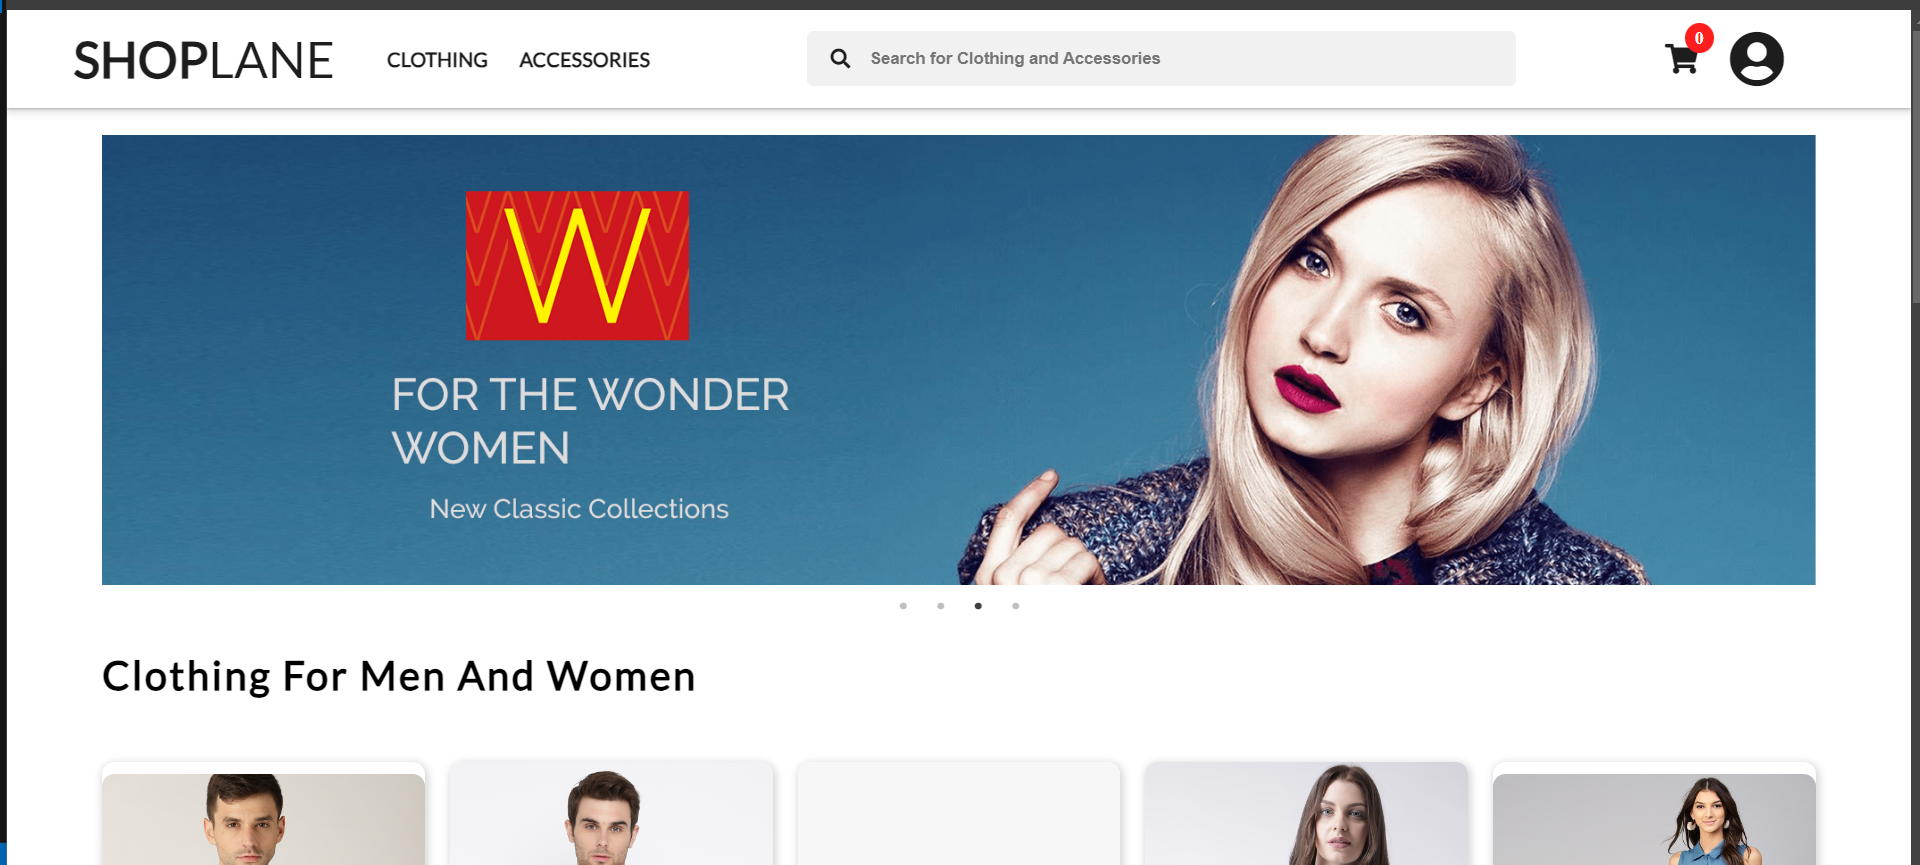 SHOPLANE
CLOTHING
ACCESSORIES
Search for Clothing and Accessories
0
W
FOR THE WONDER
WOMEN
New Classic Collections
Clothing For Men And Women